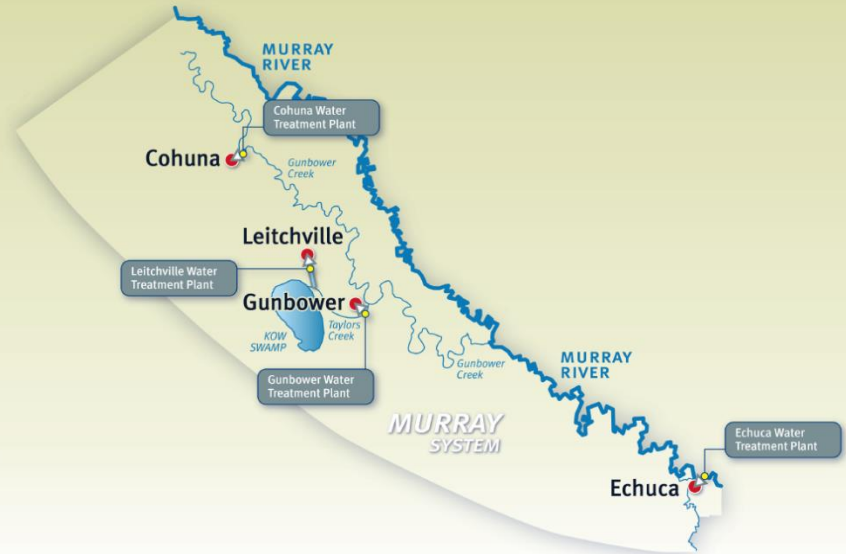 MURRAY
RIVER
Cohuna Water
Treatment Plant
Cohuna
Gunbower
Creek
Leitchville
Leitchville Water
Treatment Plant
Gunbower
KOW
SWAMP
Taylors
Creek
Gunbower Water
Treatment Plant
Gunbower
Creek
MURRAY
RIVER
MURRAY
SYSTEM
Echuca Water
Treatment Plant
Echuca